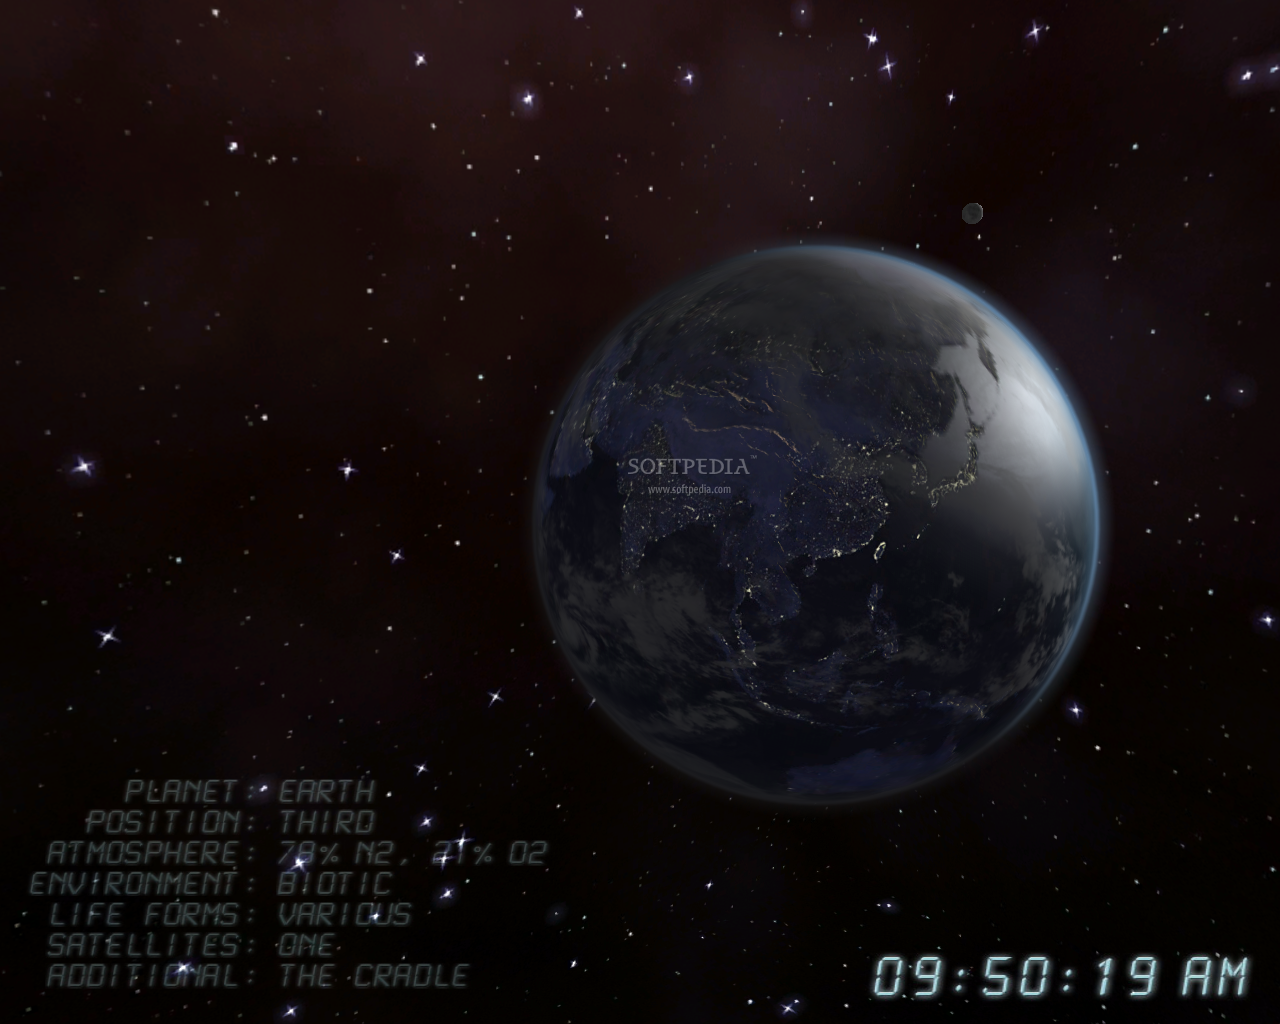 SOFTPEDIA™
www.softpedia.com
PLANET: EARTH
POSITION: THIRD
ATMOSPHERE: 78% N2, 21% O2
ENVIRONMENT: BIOTIC
LIFE FORMS: VARIOUS
SATELLITES: ONE
ADDITIONAL: THE CRADLE
09:50:19 AM